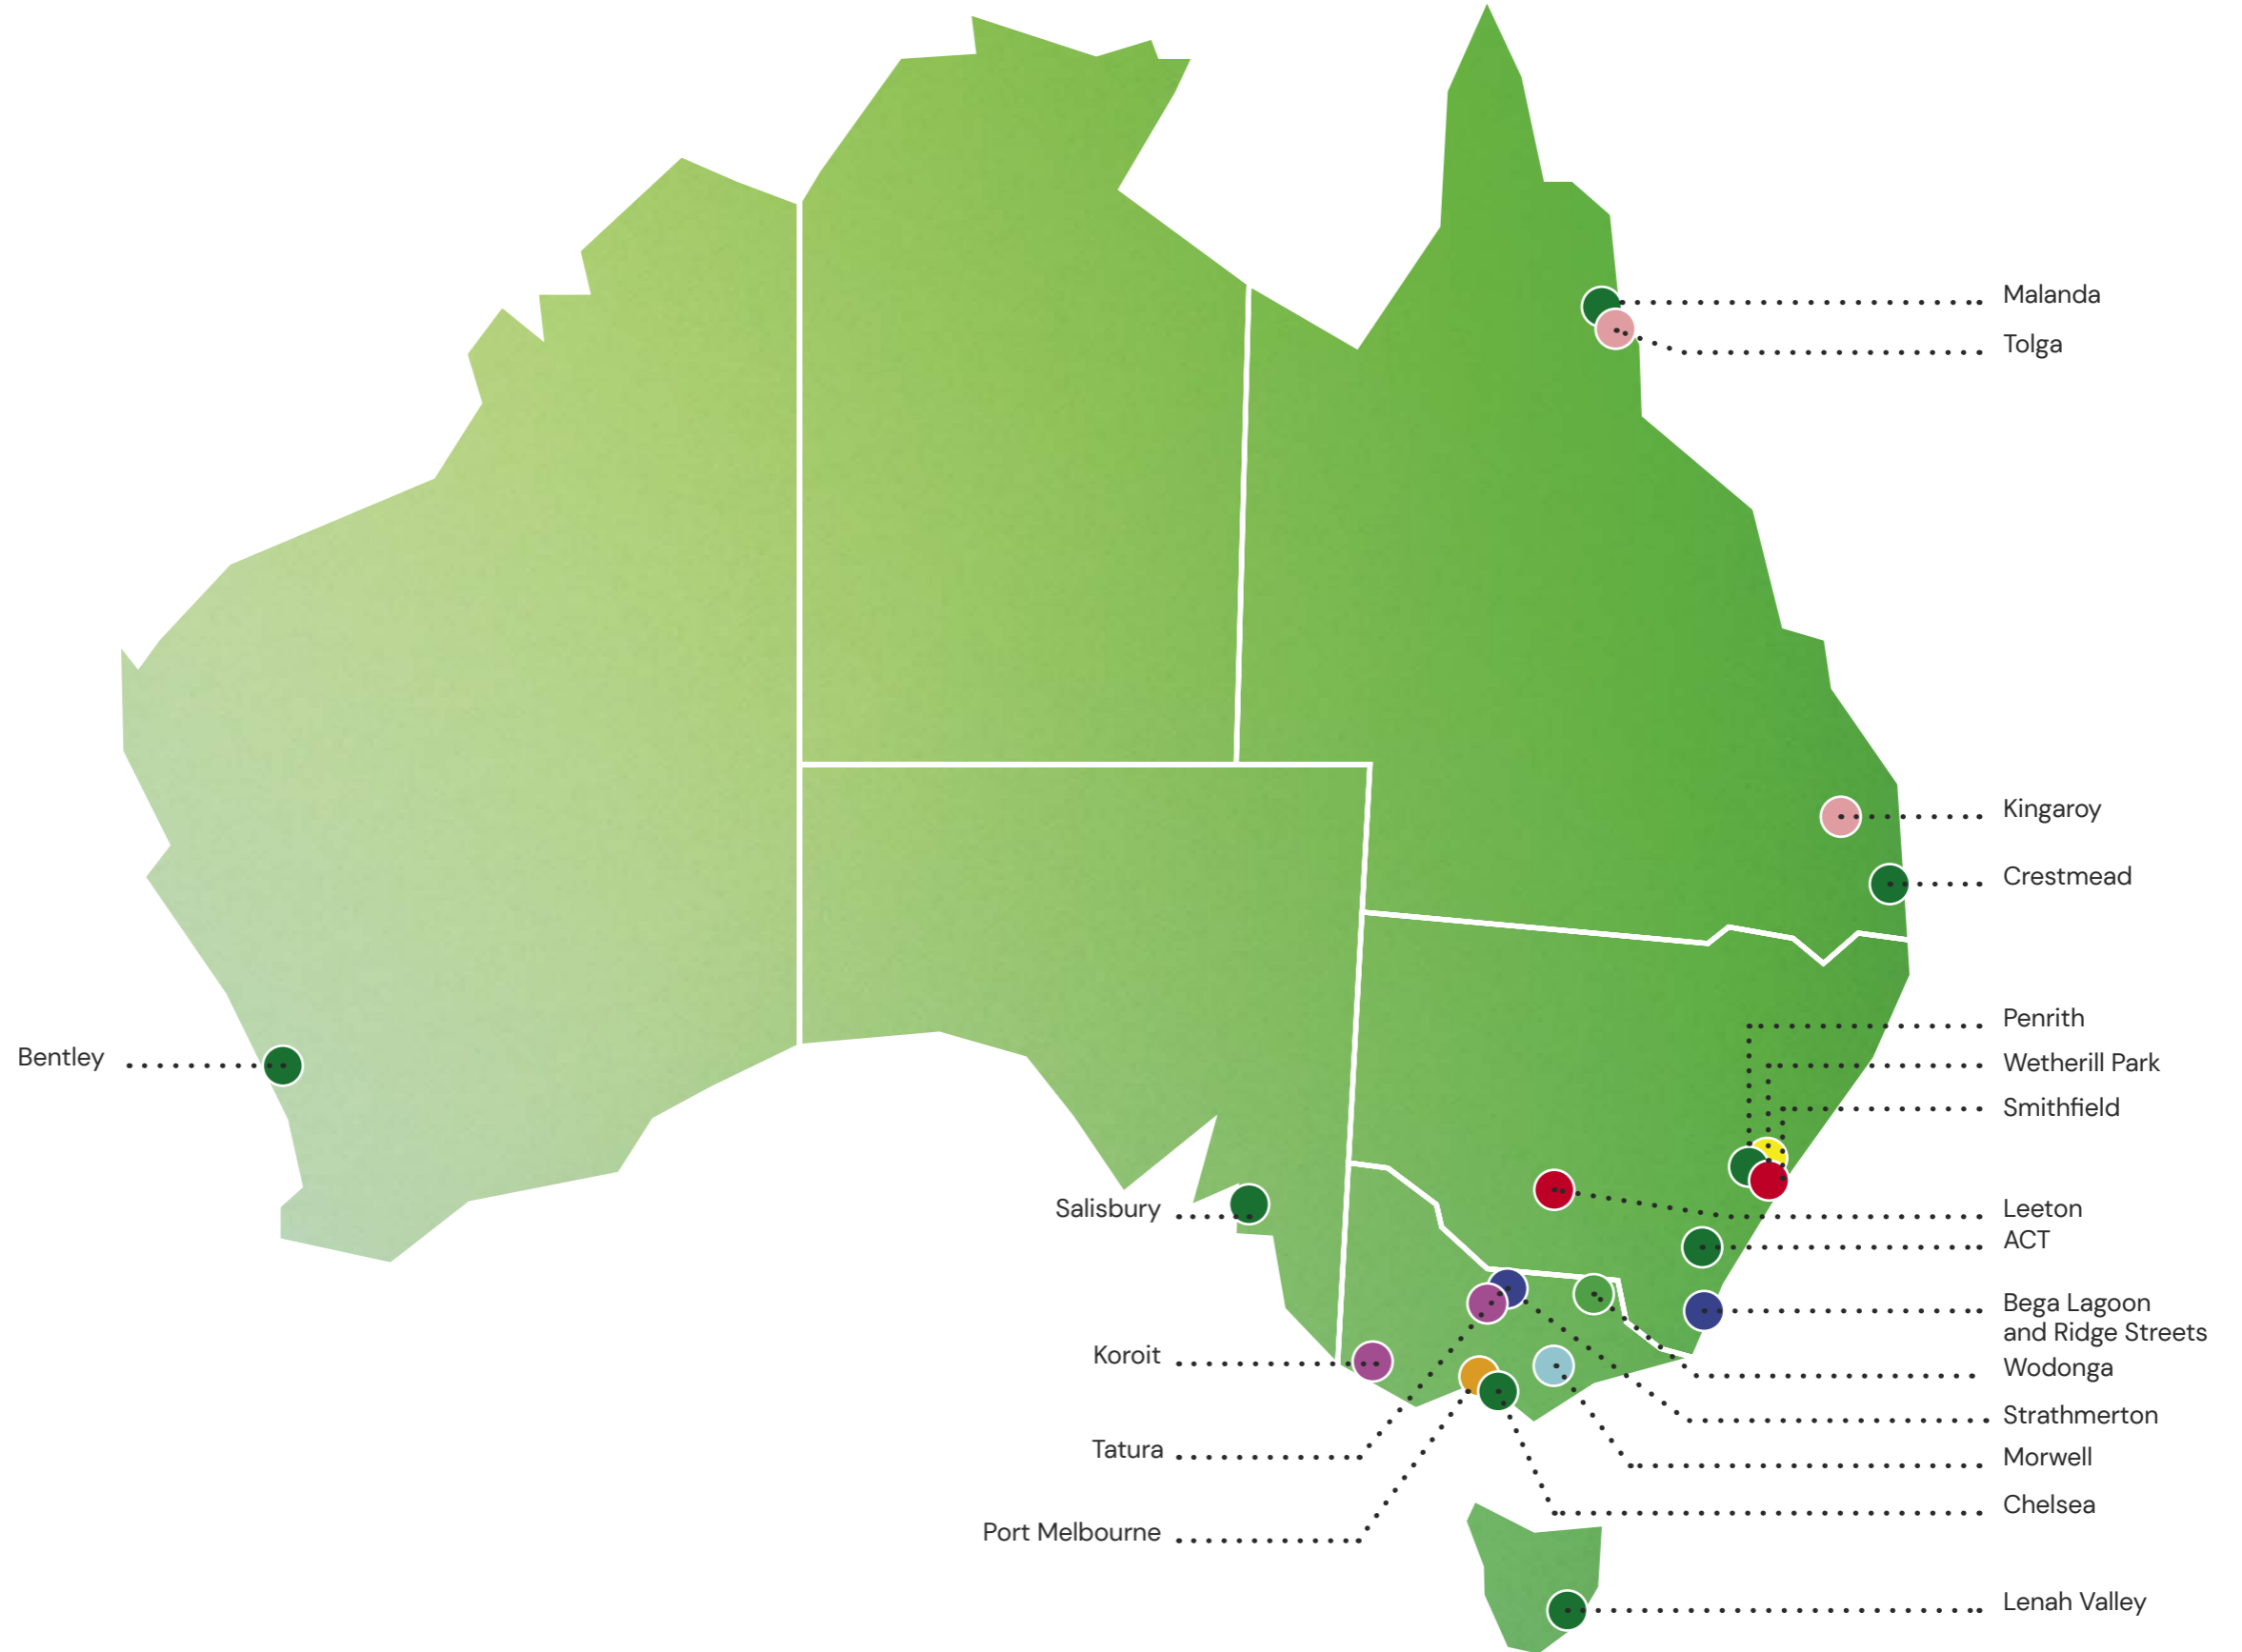 Malanda
Tolga
Kingaroy
Crestmead
Penrith
Wetherill Park
Smithfield
Bentley
Salisbury
Leeton
ACT
Bega Lagoon
and Ridge Streets
Koroit
Wodonga
Strathmerton
Tatura
Morwell
Chelsea
Port Melbourne
Lenah Valley